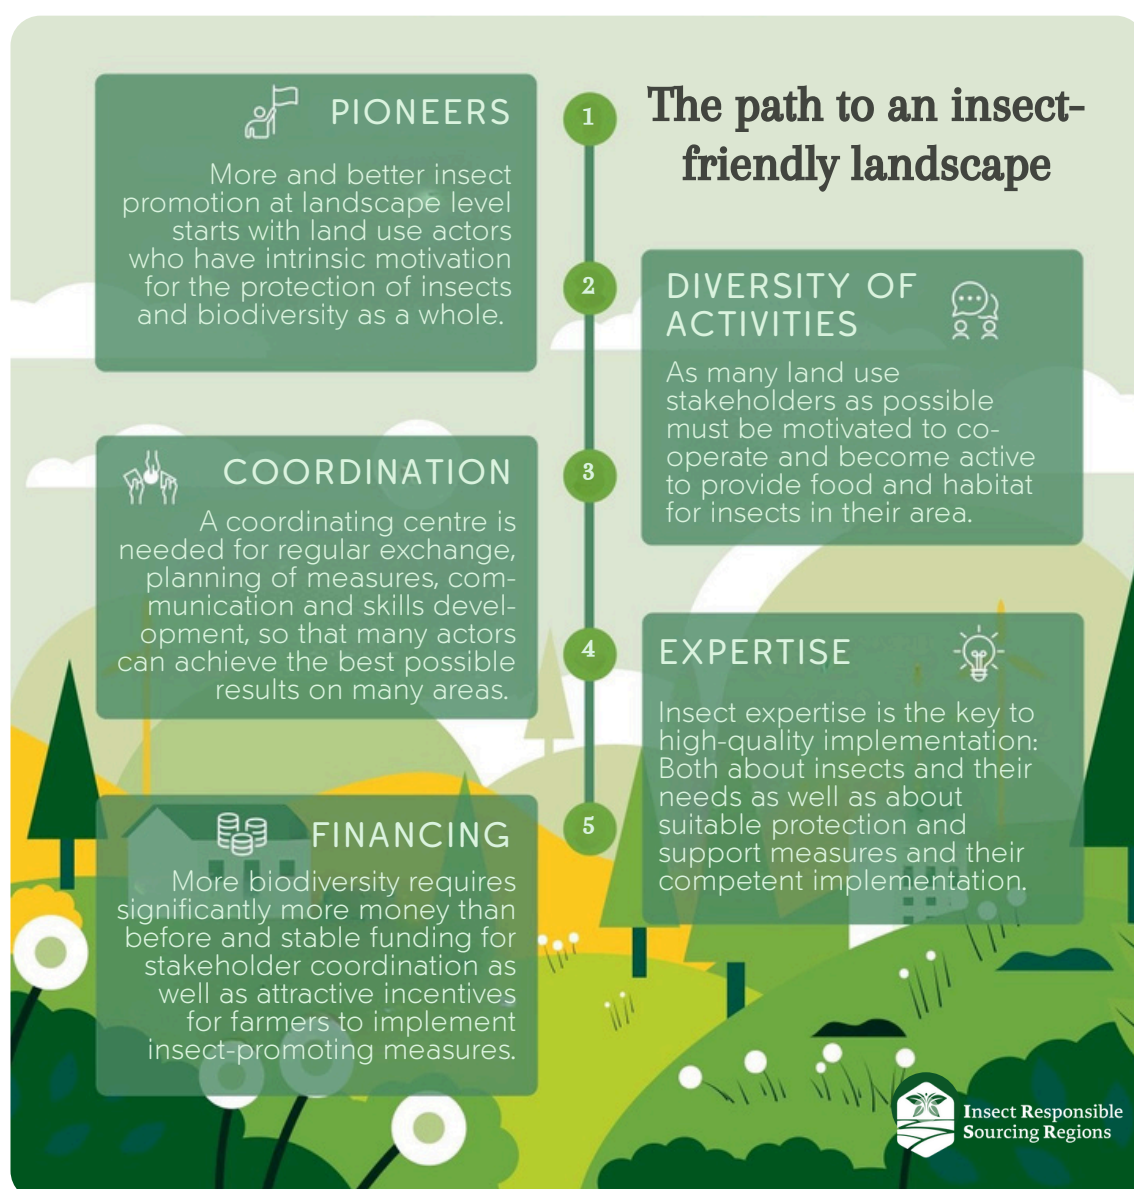 The path to an insect-
friendly landscape
1
PIONEERS
More and better insect
promotion at landscape level
starts with land use actors
who have intrinsic motivation
for the protection of insects
and biodiversity as a whole.
2
DIVERSITY OF
ACTIVITIES
As many land use
stakeholders as possible
must be motivated to co-
operate and become active
to provide food and habitat
for insects in their area.
3
COORDINATION
A coordinating centre is
needed for regular exchange,
planning of measures, com-
munication and skills devel-
opment, so that many actors
can achieve the best possible
results on many areas.
4
EXPERTISE
Insect expertise is the key to
high-quality implementation:
Both about insects and their
needs as well as about
suitable protection and
support measures and their
competent implementation.
5
FINANCING
More biodiversity requires
significantly more money than
before and stable funding for
stakeholder coordination as
well as attractive incentives
for farmers to implement
insect-promoting measures.
Insect Responsible
Sourcing Regions